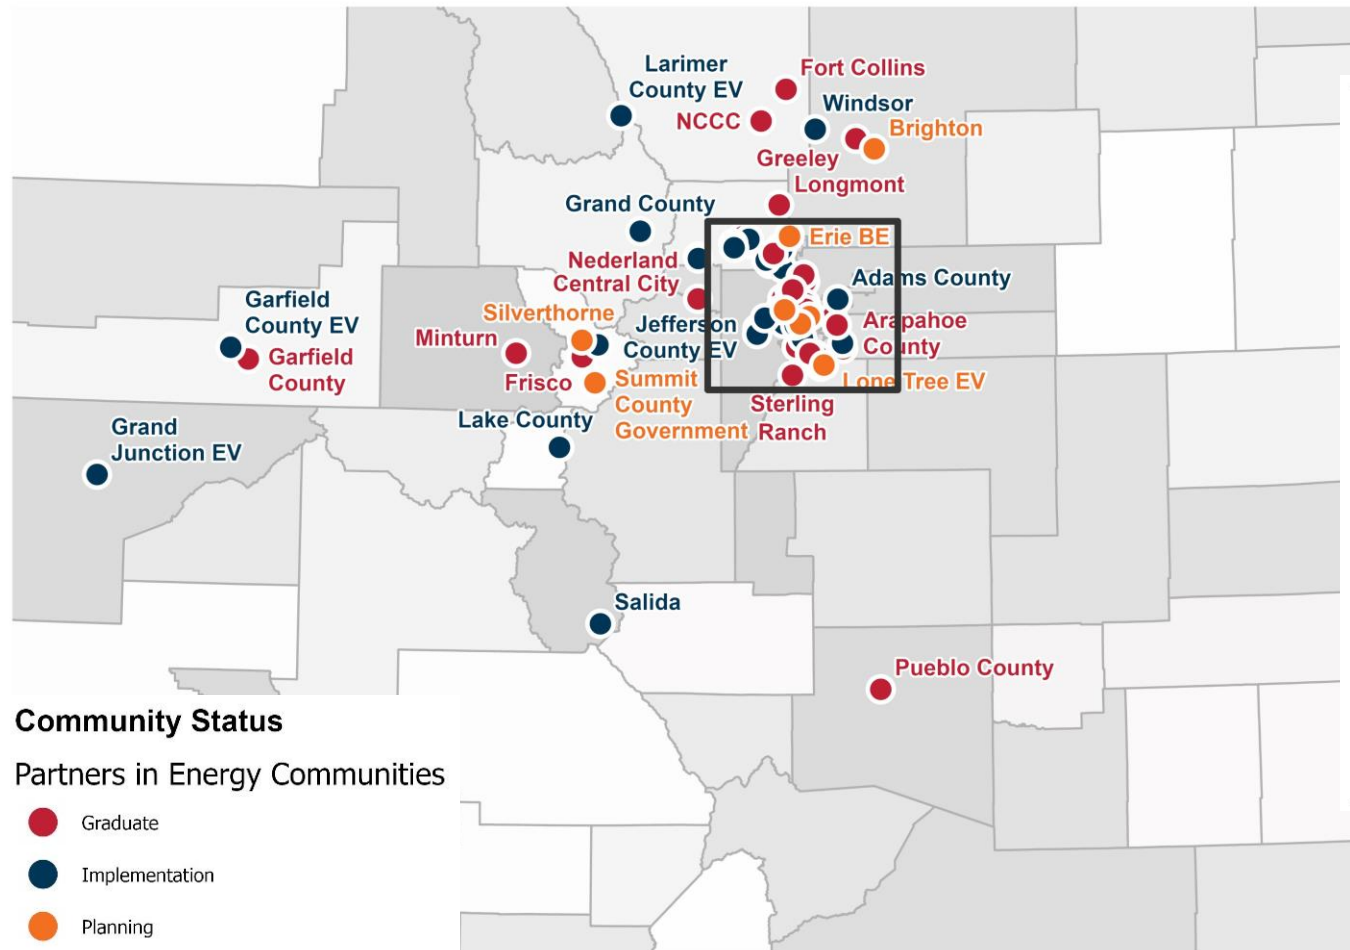 Larimer
County EV
Fort Collins
NCCC
Windsor
Brighton
Greeley
Longmont
Grand County
Erie BE
Nederland
Central City
Adams County
Garfield
County EV
Silverthorne
Jefferson
County EV
Arapahoe
County
Minturn
Garfield
County
Frisco
Summit
County
Government
Lone Tree EV
Sterling
Ranch
Lake County
Grand
Junction EV
Salida
Pueblo County
Community Status
Partners in Energy Communities
Graduate
Implementation
Planning